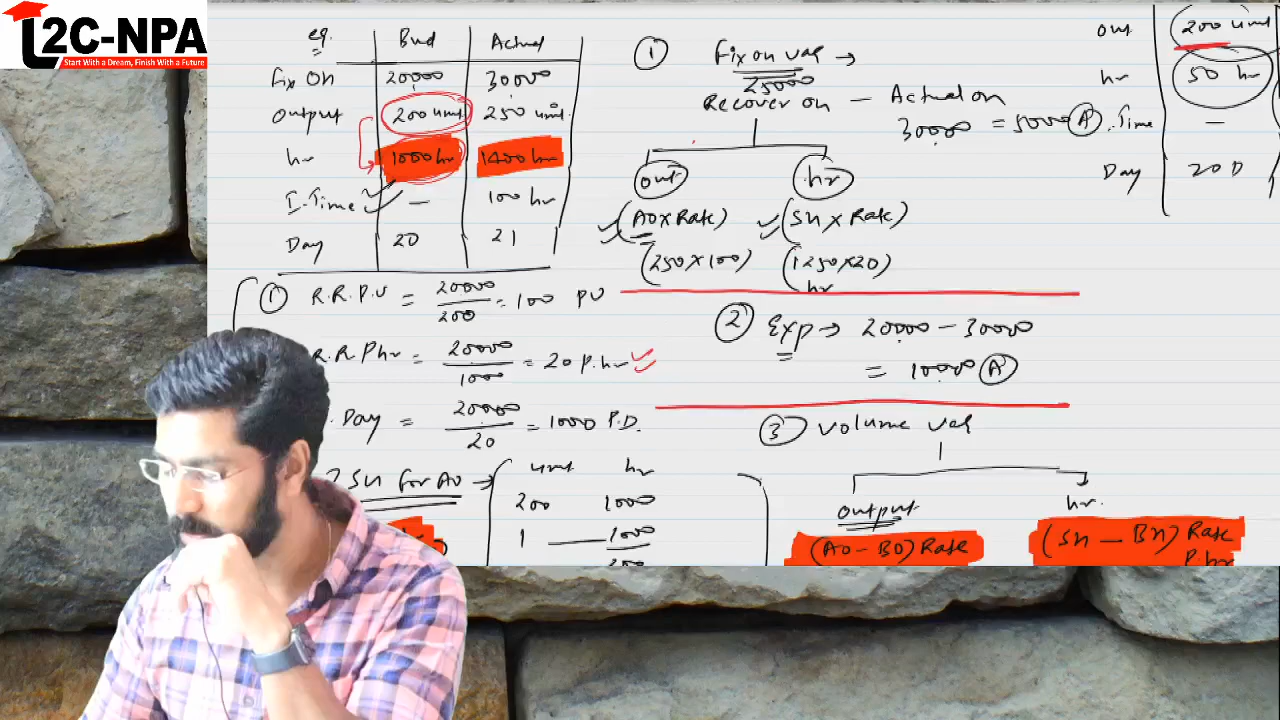 L2C-NPA
Start With a Dream, Finish With a Future
eg. Bud Actual
Fix OH 20000 30000
output 200 unit 250 unit
hr 1000 hr 1400 hr
I.Time — 100 hr
Day 20 21
① R.R.P.U = 20000/200 = 100 PU
R.R Phr = 20000/1000 = 20 P.hr
Day = 20000/20 = 1000 P.D.
SH for AO →
unit hr
200 1000
1 — 1000
① Fix OH var →
25000
Recover OH — Actual OH
30000 = 5000 Ⓐ
out hr
(AO x Rate) (SH x Rate)
(250 x 100) (1250 x 20)
hr
② Exp → 20000 — 30000
= 10000 Ⓐ
③ Volume var
output hr.
(AO — BO) Rate (SH — BH) Rate
P.hr
out 200 unit
hr 50 hr
Time —
Day 20 D